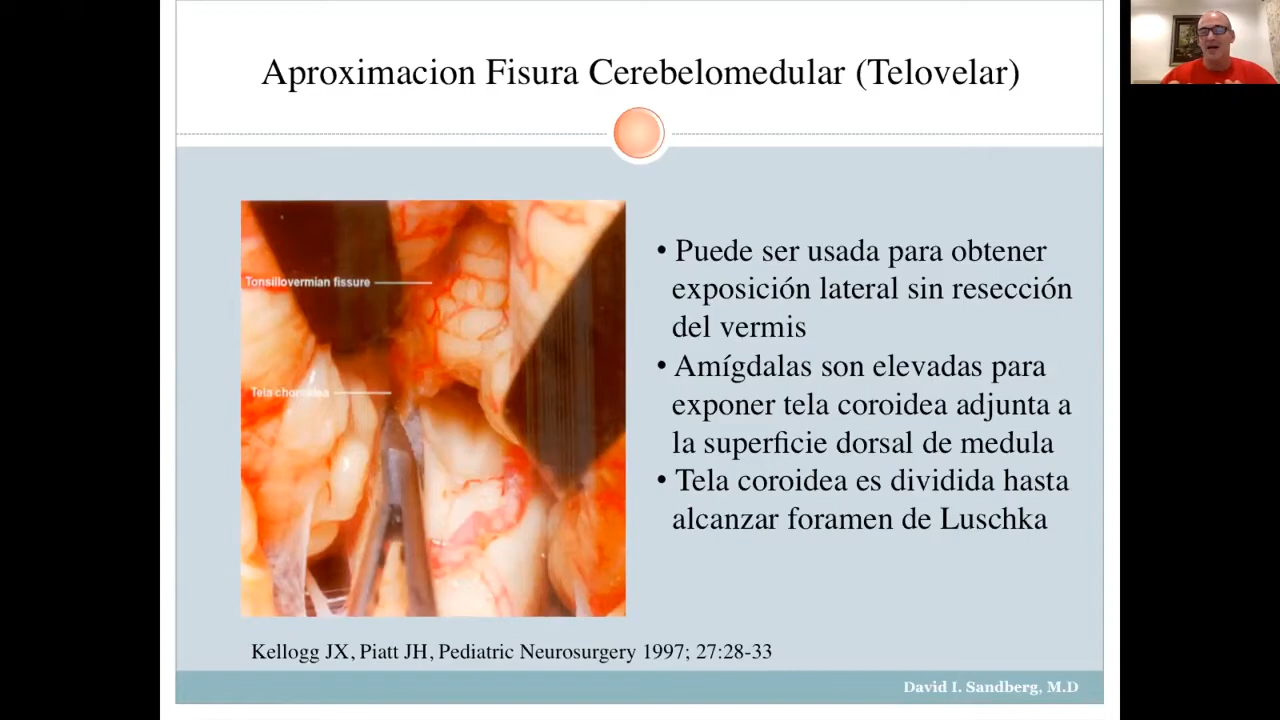 Aproximacion Fisura Cerebelomedular (Telovelar)
Tonsillovermian fissure
Tela choroidea
• Puede ser usada para obtener
exposición lateral sin resección
del vermis
• Amígdalas son elevadas para
exponer tela coroidea adjunta a
la superficie dorsal de medula
• Tela coroidea es dividida hasta
alcanzar foramen de Luschka
Kellogg JX, Piatt JH, Pediatric Neurosurgery 1997; 27:28-33
David I. Sandberg, M.D